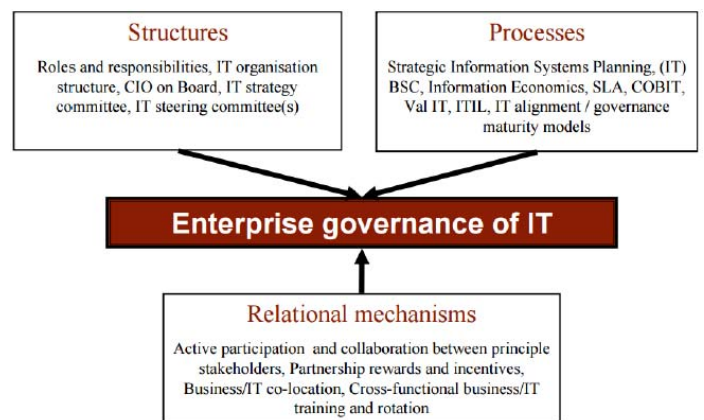 Structures
Roles and responsibilities, IT organisation
structure, CIO on Board, IT strategy
committee, IT steering committee(s)
Processes
Strategic Information Systems Planning, (IT)
BSC, Information Economics, SLA, COBIT,
Val IT, ITIL, IT alignment / governance
maturity models
Enterprise governance of IT
Relational mechanisms
Active participation and collaboration between principle
stakeholders, Partnership rewards and incentives,
Business/IT co-location, Cross-functional business/IT
training and rotation